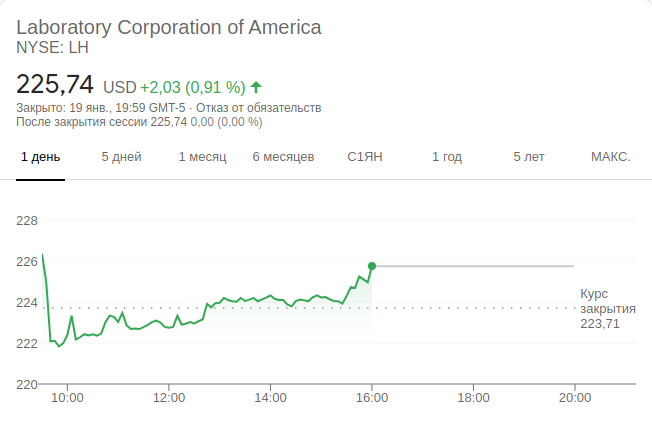 Laboratory Corporation of America
NYSE: LH
225,74 USD +2,03 (0,91 %)
Закрыто: 19 янв., 19:59 GMT-5 · Отказ от обязательств
После закрытия сессии 225,74 0,00 (0,00 %)
1 день 5 дней 1 месяц 6 месяцев С1ЯН 1 год 5 лет МАКС.
228
226
224
222
220
Курс
закрытия
223,71
10:00 12:00 14:00 16:00 18:00 20:00